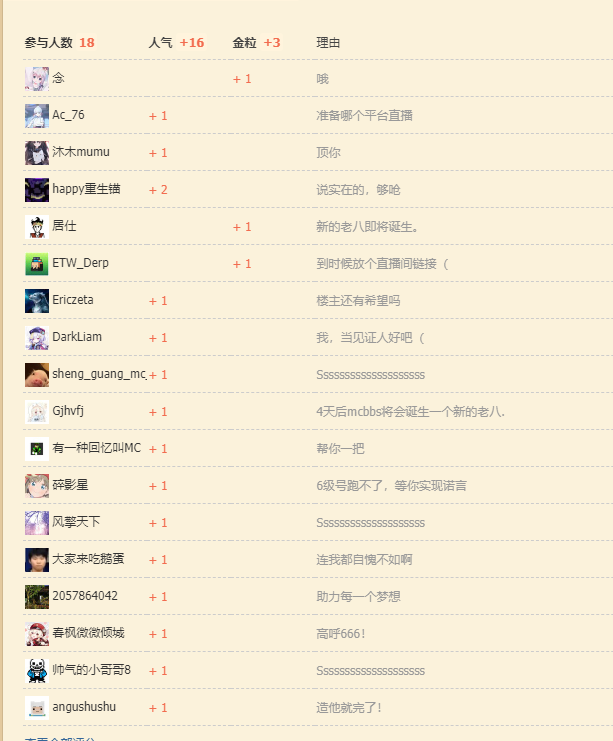 参与人数 18 人气 +16 金粒 +3 理由
念 + 1 哦
Ac_76 + 1 准备哪个平台直播
沐木mumu + 1 顶你
happy重生锚 + 2 说实在的，够呛
居仕 + 1 新的老八即将诞生。
ETW_Derp + 1 到时候放个直播间链接（
Ericzeta + 1 楼主还有希望吗
DarkLiam + 1 我，当见证人好吧（
sheng_guang_mc + 1 Ssssssssssssssssssssss
Gjhvfj + 1 4天后mcbbs将会诞生一个新的老八.
有一种回忆叫MC + 1 帮你一把
碎影星 + 1 6级号跑不了，等你实现诺言
风擎天下 + 1 Ssssssssssssssssssssss
大家来吃鹅蛋 + 1 连我都自愧不如啊
2057864042 + 1 助力每一个梦想
春枫微微倾城 + 1 高呼666！
帅气的小哥哥8 + 1 Ssssssssssssssssssssss
angushushu + 1 造他就完了！